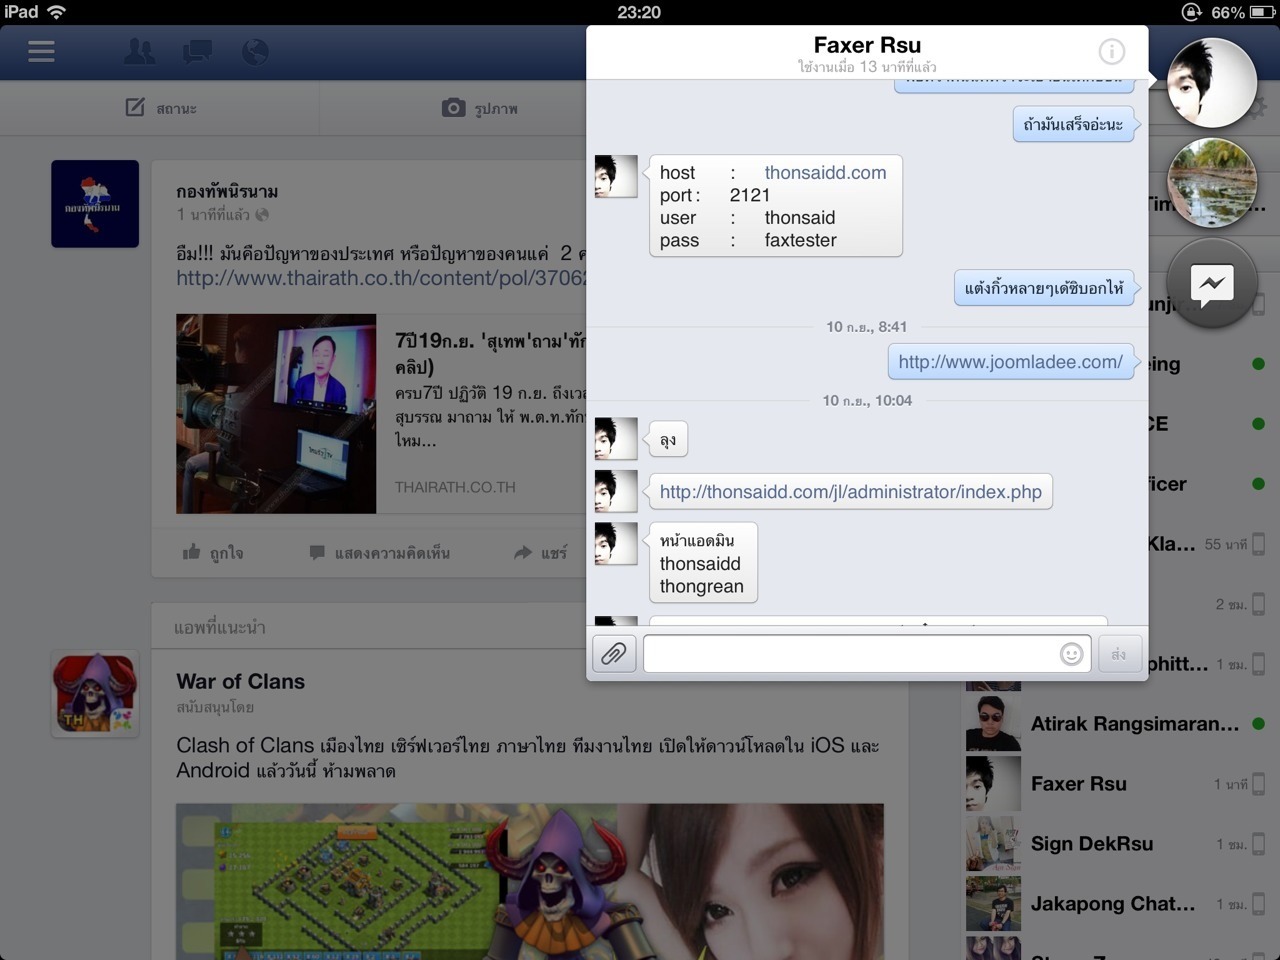 iPad
23:20
66%
สถานะ
รูปภาพ
กองทัพนิรนาม
กองทัพนิรนาม
1 นาทีที่แล้ว
อืม!!! มันคือปัญหาของประเทศ หรือปัญหาของคนแค่ 2
http://www.thairath.co.th/content/pol/37062
7ปี19ก.ย. 'สุเทพ'ถาม'ทัก
คลิป)
ครบ7ปี ปฏิวัติ 19 ก.ย. ถึงเวล
สุบรรณ มาถาม ให้ พ.ต.ท.ทัก
ไหม...
THAIRATH.CO.TH
ถูกใจ
แสดงความคิดเห็น
แชร์
แอพที่แนะนำ
War of Clans
สนับสนุนโดย
TH
Clash of Clans เมืองไทย เซิร์ฟเวอร์ไทย ภาษาไทย ทีมงานไทย เปิดให้ดาวน์โหลดใน iOS และ
Android แล้ววันนี้ ห้ามพลาด
Faxer Rsu
ใช้งานเมื่อ 13 นาทีที่แล้ว
ถ้ามันเสร็จอ่ะนะ
host : thonsaidd.com
port : 2121
user : thonsaid
pass : faxtester
แต้งกิ้วหลายๆเด้ซิบอกไห้
10 ก.ย., 8:41
http://www.joomladee.com/
10 ก.ย., 10:04
ลุง
http://thonsaidd.com/jl/administrator/index.php
หน้าแอดมิน
thonsaidd
thongrean
ส่ง
Tim
unji
eing
CE
ficer
Kla... 55 นาที
2 ชม.
phitt... 1 ชม.
Atirak Rangsimaran...
Faxer Rsu 1 นาที
Sign DekRsu 1 ชม.
Jakapong Chat... 1 ชม.